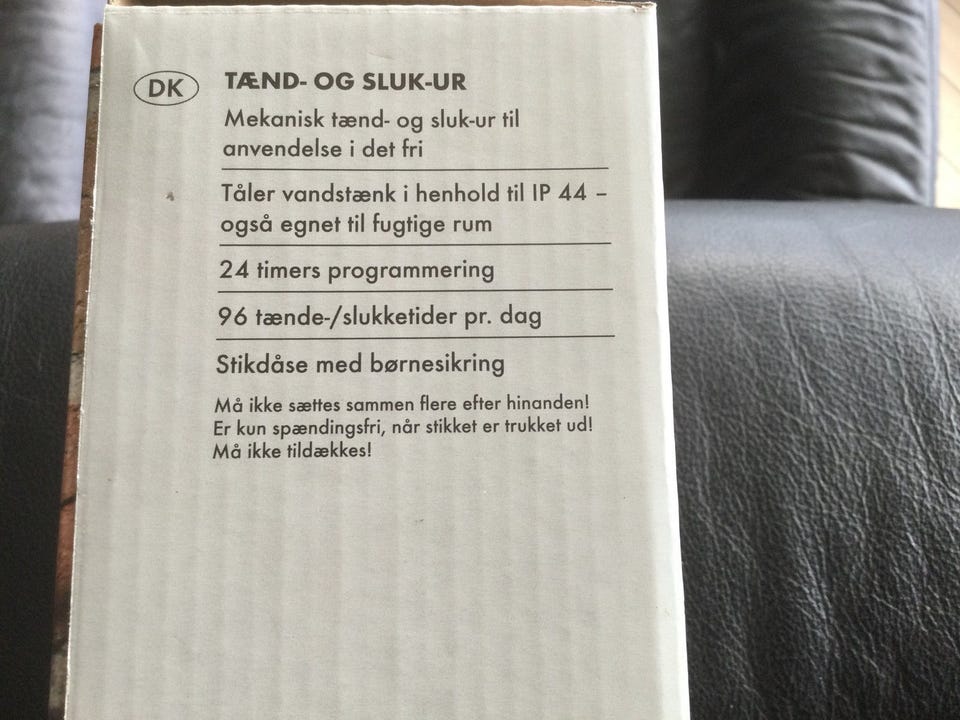 DK
TÆND- OG SLUK-UR
Mekanisk tænd- og sluk-ur til
anvendelse i det fri
Tåler vandstænk i henhold til IP 44 –
også egnet til fugtige rum
24 timers programmering
96 tænde-/slukketider pr. dag
Stikdåse med børnesikring
Må ikke sættes sammen flere efter hinanden!
Er kun spændingsfri, når stikket er trukket ud!
Må ikke tildækkes!